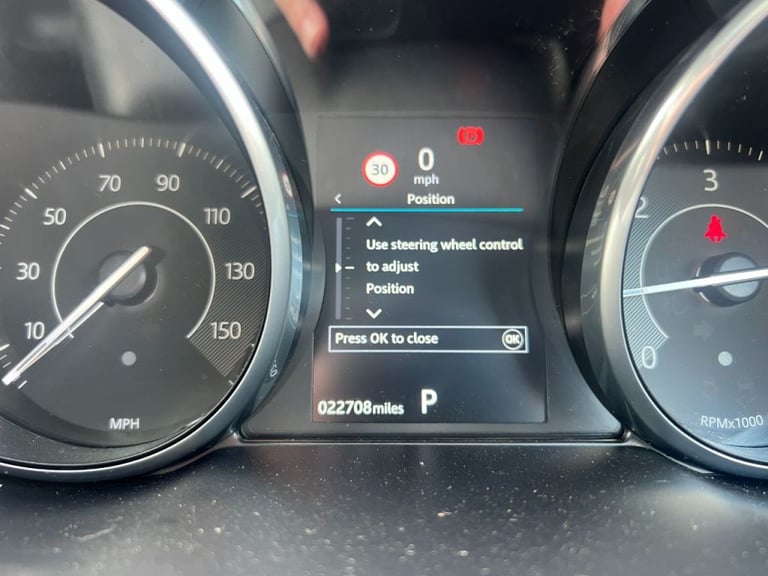 30
0
mph
Position
Use steering wheel control
to adjust
Position
Press OK to close
OK
022708miles
P
10
30
50
70
90
110
130
150
MPH
0
2
3
RPMx1000